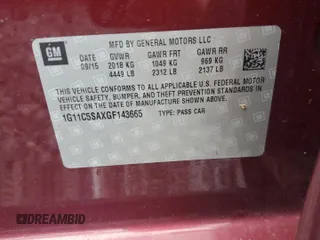 GM
MFD BY GENERAL MOTORS LLC
DATE GVWR GAWR FRT GAWR RR
09/15 2018 KG 1049 KG 969 KG
4449 LB 2312 LB 2137 LB
THIS VEHICLE CONFORMS TO ALL APPLICABLE U.S. FEDERAL MOTOR
VEHICLE SAFETY, BUMPER, AND THEFT PREVENTION STANDARDS
IN EFFECT ON THE DATE OF MANUFACTURE SHOWN ABOVE.
1G11C5SAXGF143665
TYPE: PASS CAR
DREAMBID